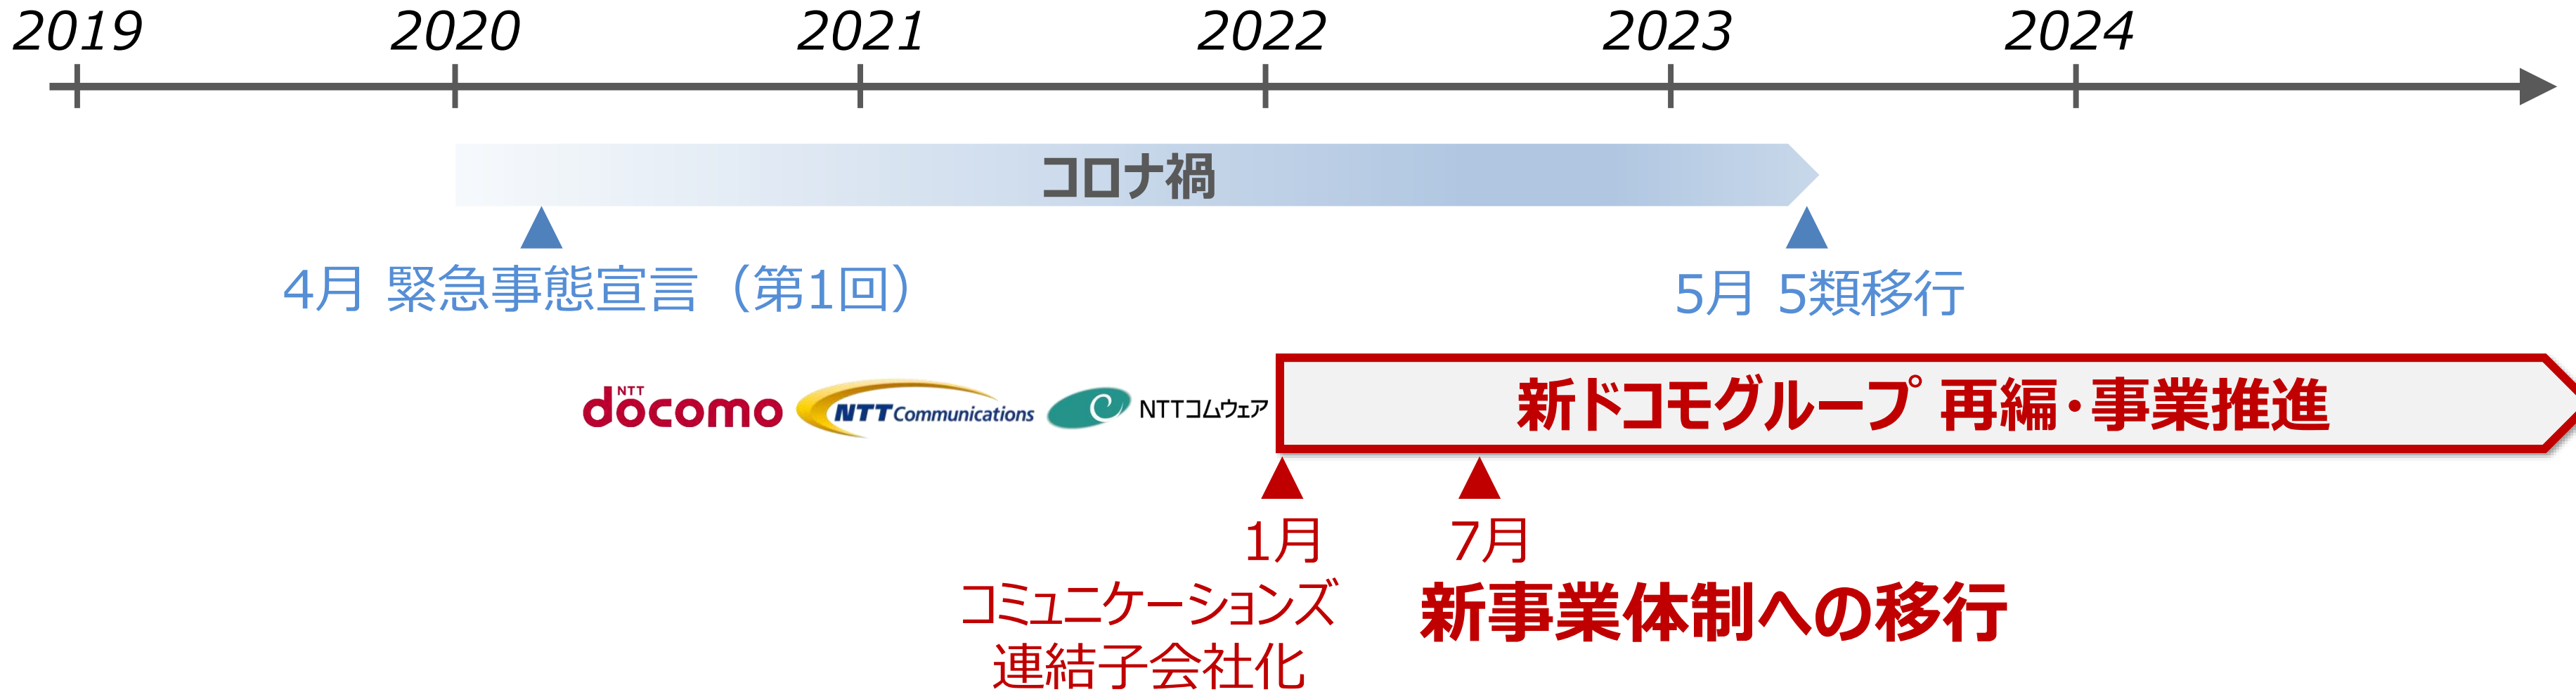 2019 2020 2021 2022 2023 2024
コロナ禍
4月 緊急事態宣言（第1回）
5月 5類移行
NTT
docomo
NTT Communications
NTTコムウェア
新ドコモグループ 再編・事業推進
1月
コミュニケーションズ
連結子会社化
7月
新事業体制への移行